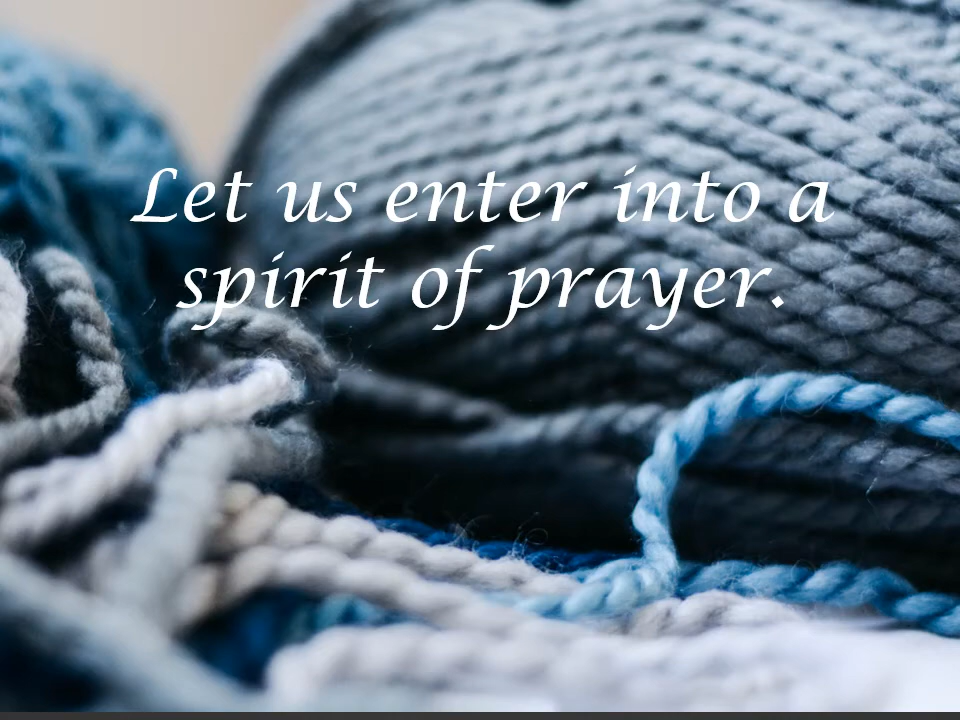 Let us enter into a
spirit of prayer.